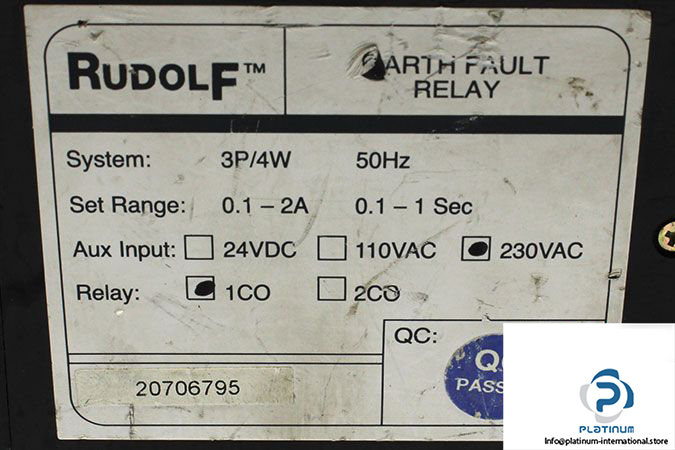 RUDOLF™
ARTH FAULT
RELAY
System: 3P/4W 50Hz
Set Range: 0.1 – 2A 0.1 – 1 Sec
Aux Input: 24VDC 110VAC 230VAC
Relay: 1CO 2CO
QC:
20706795
PLATINUM
Info@platinum-international.store